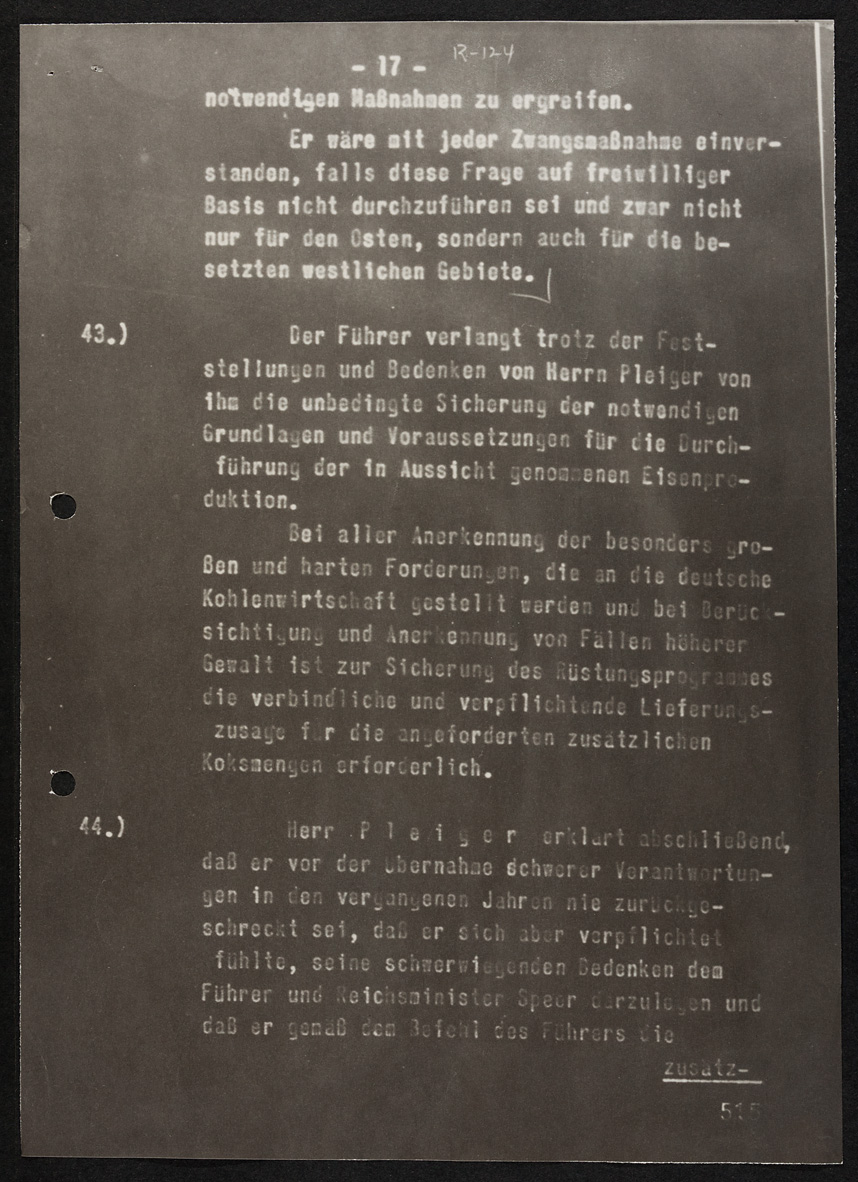 R-124
- 17 -
notwendigen Maßnahmen zu ergreifen.
Er wäre mit jeder Zwangsmaßnahme einver-
standen, falls diese Frage auf freiwilliger
Basis nicht durchzuführen sei und zwar nicht
nur für den Osten, sondern auch für die be-
setzten westlichen Gebiete.
43.) Der Führer verlangt trotz der Fest-
stellungen und Bedenken von Herrn Pleiger von
ihm die unbedingte Sicherung der notwendigen
Grundlagen und Voraussetzungen für die Durch-
führung der in Aussicht genommenen Eisenpro-
duktion.
Bei aller Anerkennung der besonders gro-
ßen und harten Forderungen, die an die deutsche
Kohlenwirtschaft gestellt werden und bei Berück-
sichtigung und Anerkennung von Fällen höherer
Gewalt ist zur Sicherung des Rüstungsprogrammes
die verbindliche und verpflichtende Lieferungs-
zusage für die angeforderten zusätzlichen
Koksmengen erforderlich.
44.) Herr P l e i g e r erklärt abschließend,
daß er vor der Übernahme schwerer Verantwortun-
gen in den vergangenen Jahren nie zurückge-
schreckt sei, daß er sich aber verpflichtet
fühlte, seine schwerwiegenden Bedenken dem
Führer und Reichsminister Speer darzulegen und
daß er gemäß dem Befehl des Führers die
zusätz-
515